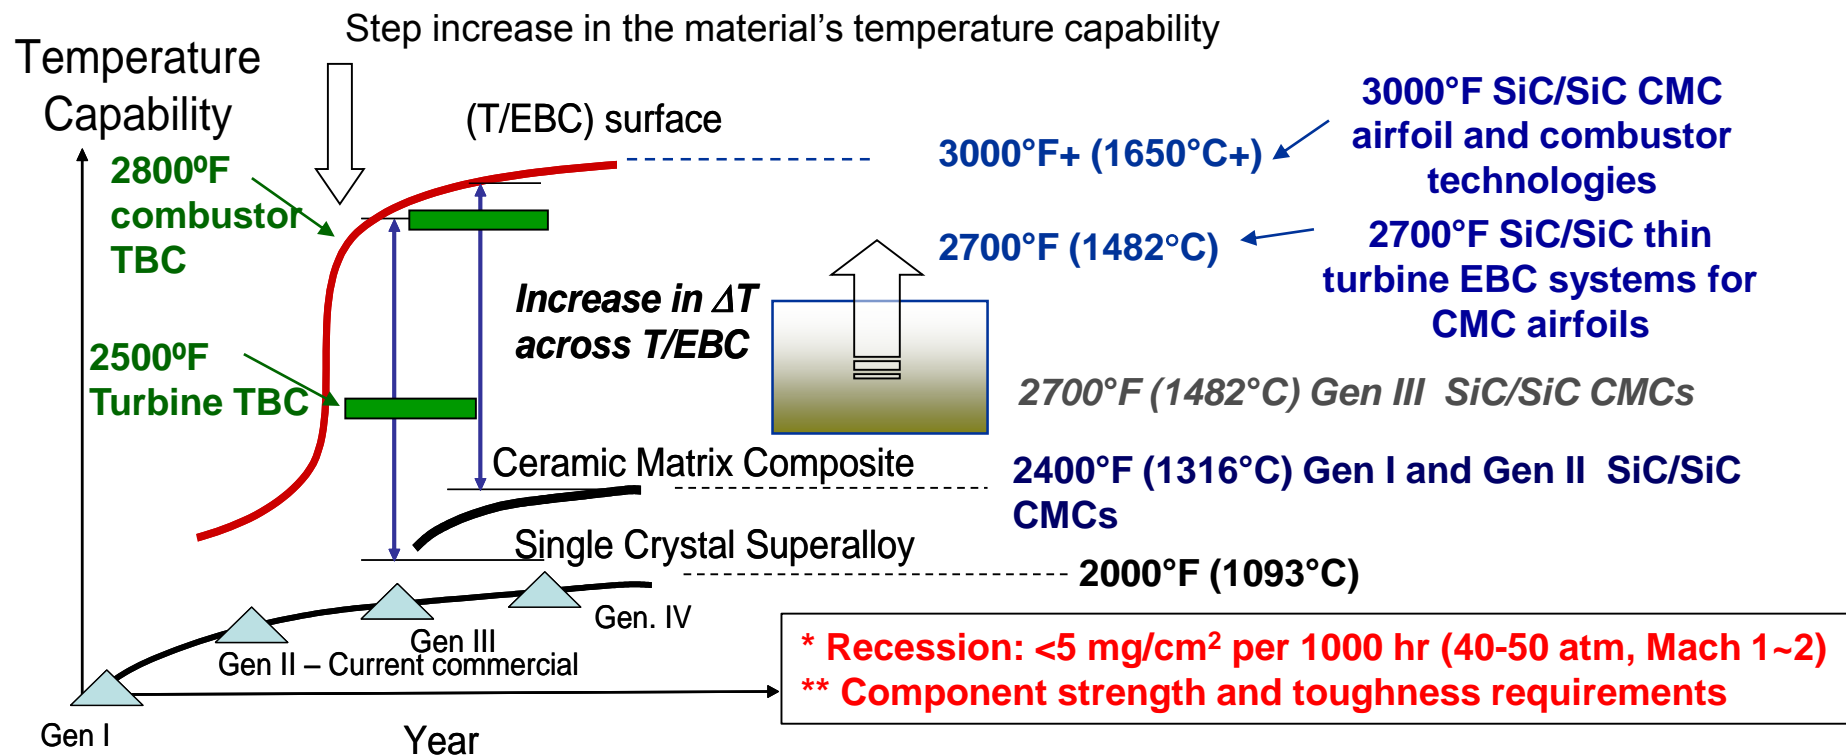 Step increase in the material's temperature capability
Temperature
Capability
(T/EBC) surface
2800⁰F
combustor
TBC
2500⁰F
Turbine TBC
Increase in ΔT
across T/EBC
3000°F+ (1650°C+)
3000°F SiC/SiC CMC
airfoil and combustor
technologies
2700°F (1482°C)
2700°F SiC/SiC thin
turbine EBC systems for
CMC airfoils
2700°F (1482°C) Gen III SiC/SiC CMCs
Ceramic Matrix Composite
2400°F (1316°C) Gen I and Gen II SiC/SiC
CMCs
Single Crystal Superalloy
2000°F (1093°C)
Gen. IV
Gen III
Gen II – Current commercial
Gen I
Year
* Recession: <5 mg/cm² per 1000 hr (40-50 atm, Mach 1~2)
** Component strength and toughness requirements